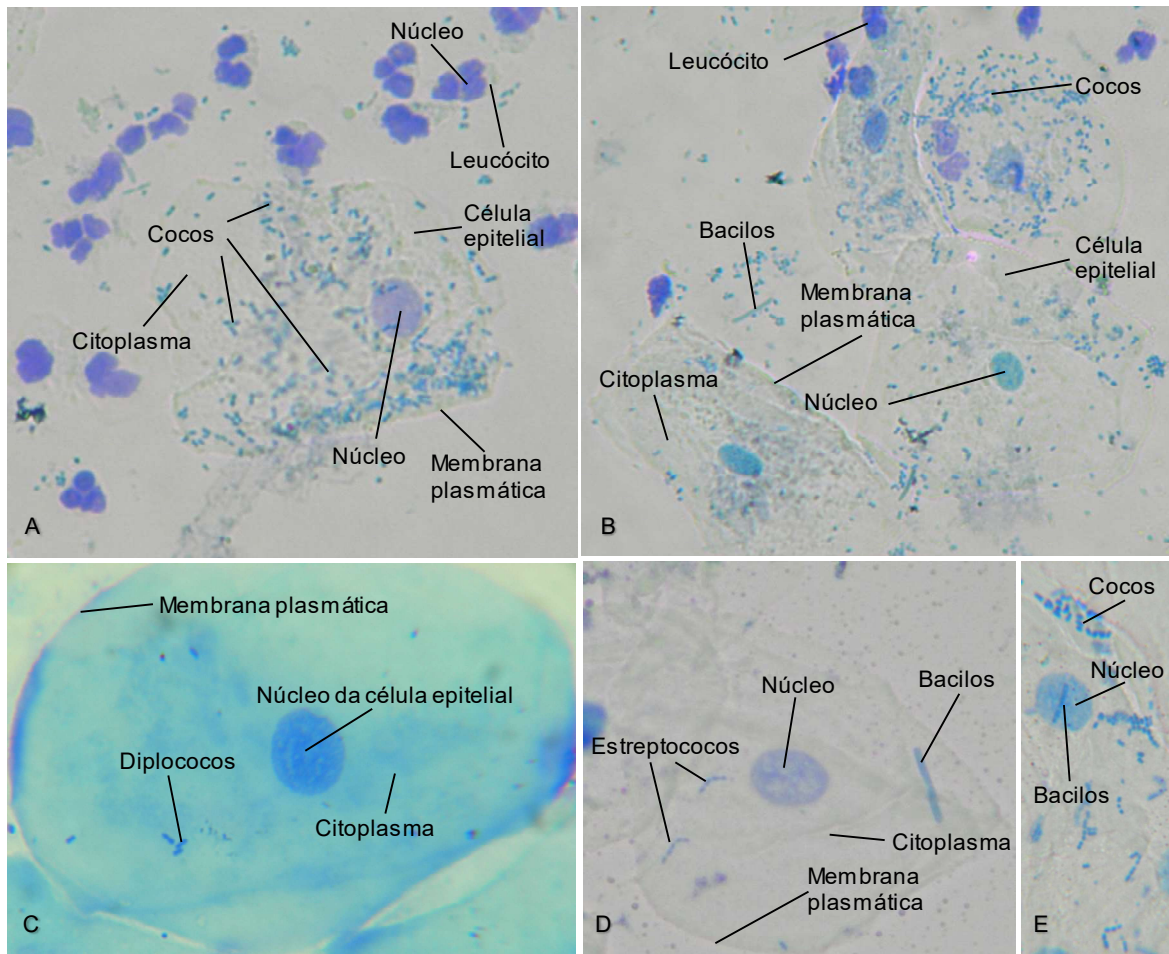 Núcleo
Leucócito
Cocos
Célula
epitelial
Citoplasma
Núcleo
Membrana
plasmática
A
Leucócito
Cocos
Bacilos
Célula
epitelial
Membrana
plasmática
Citoplasma
Núcleo
B
Membrana plasmática
Núcleo da célula epitelial
Diplococos
Citoplasma
C
Núcleo
Bacilos
Estreptococos
Citoplasma
Membrana
plasmática
D
Cocos
Núcleo
Bacilos
E